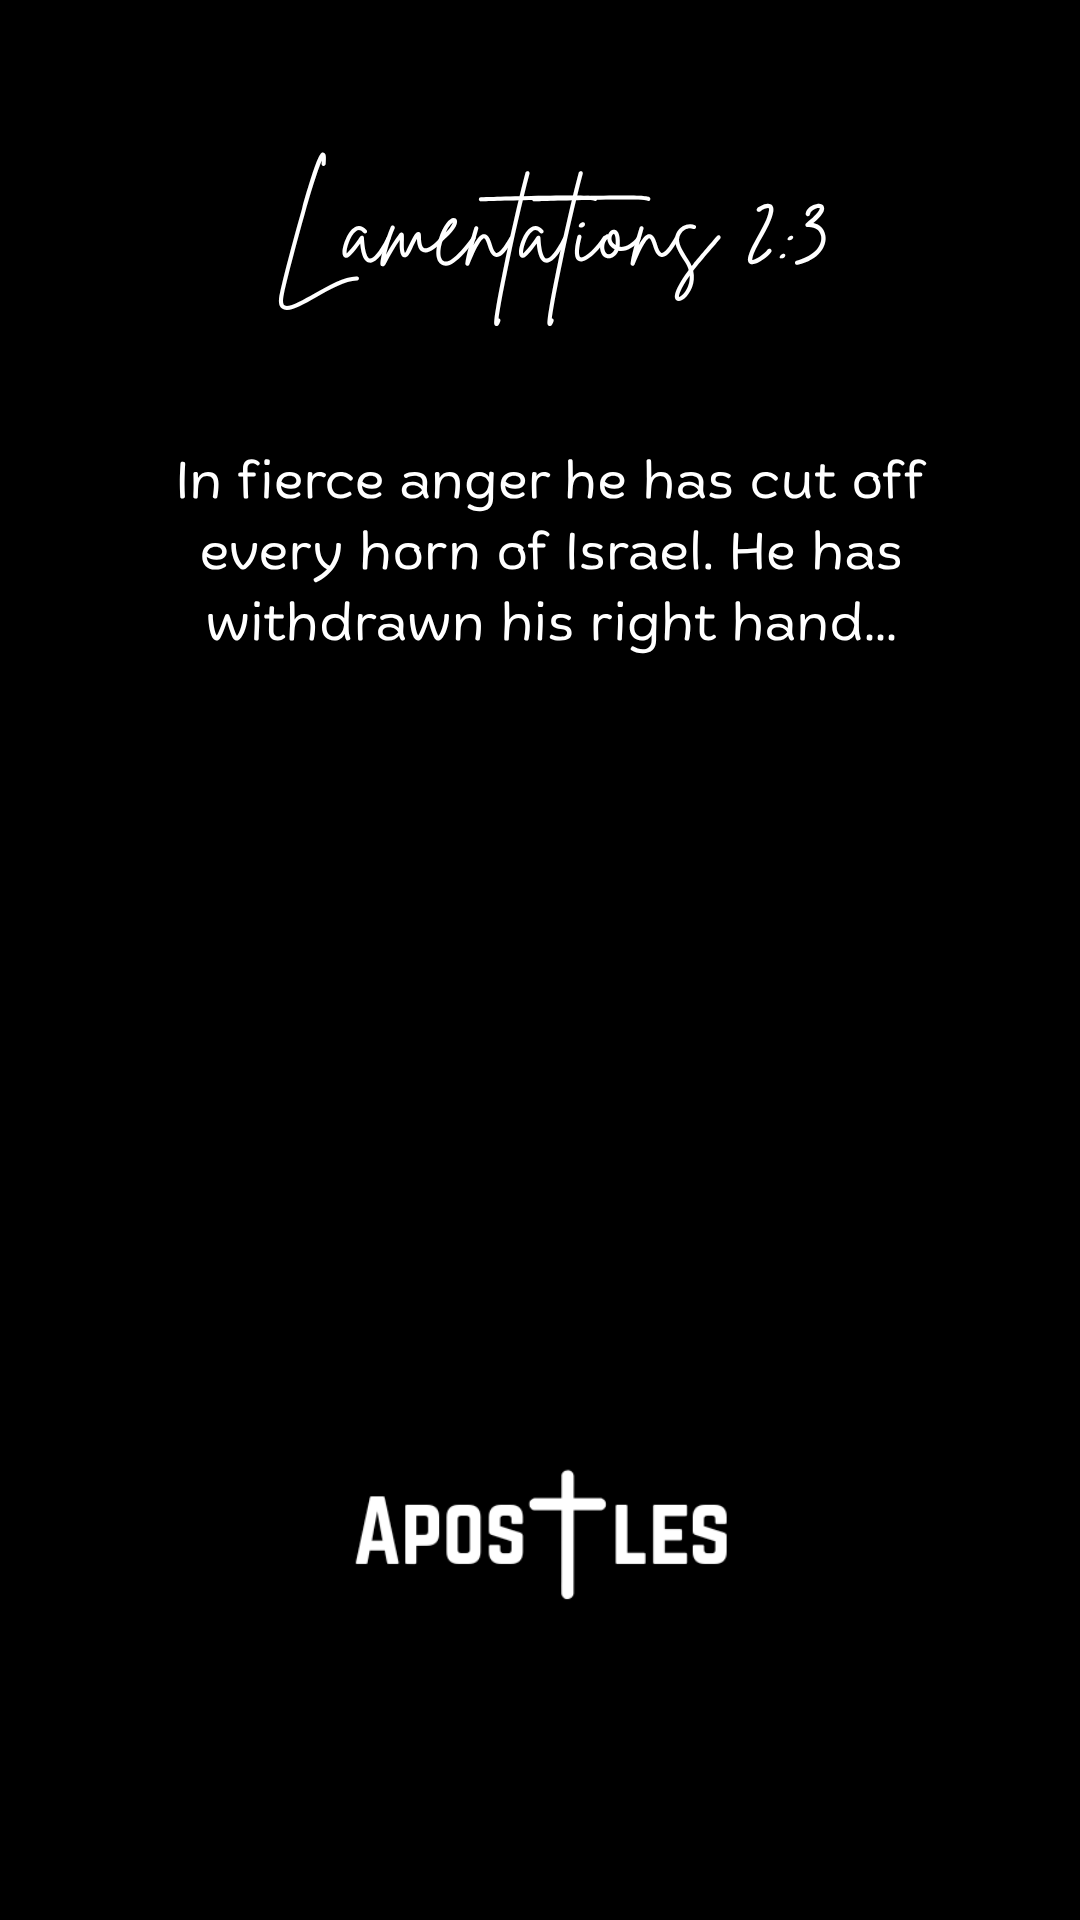 Lamentations 2:3
In fierce anger he has cut off
every horn of Israel. He has
withdrawn his right hand...
APOSTLES